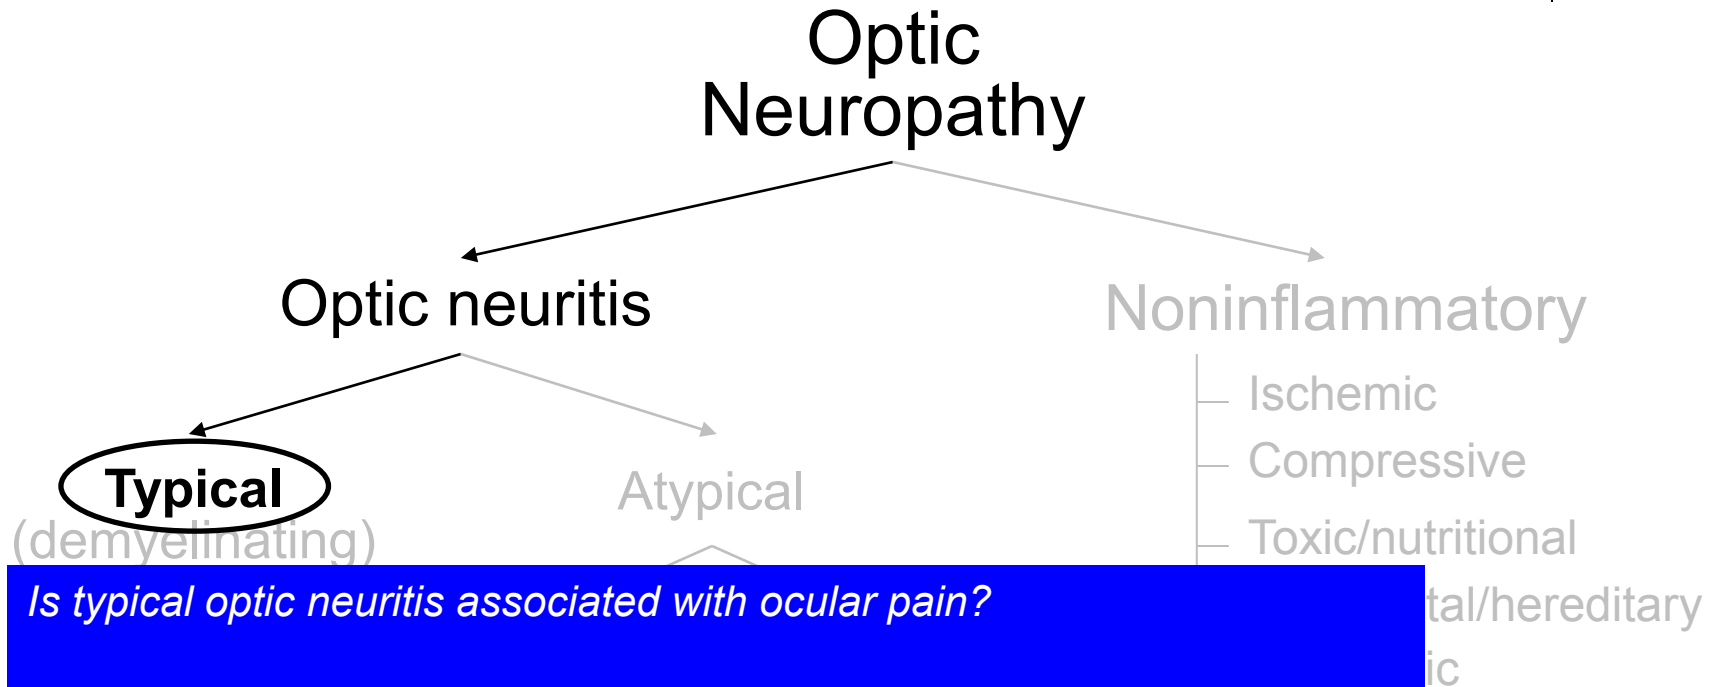 Optic
Neuropathy
Optic neuritis
Noninflammatory
Typical
(demyelinating)
Atypical
Ischemic
Compressive
Toxic/nutritional
tal/hereditary
ic
Is typical optic neuritis associated with ocular pain?